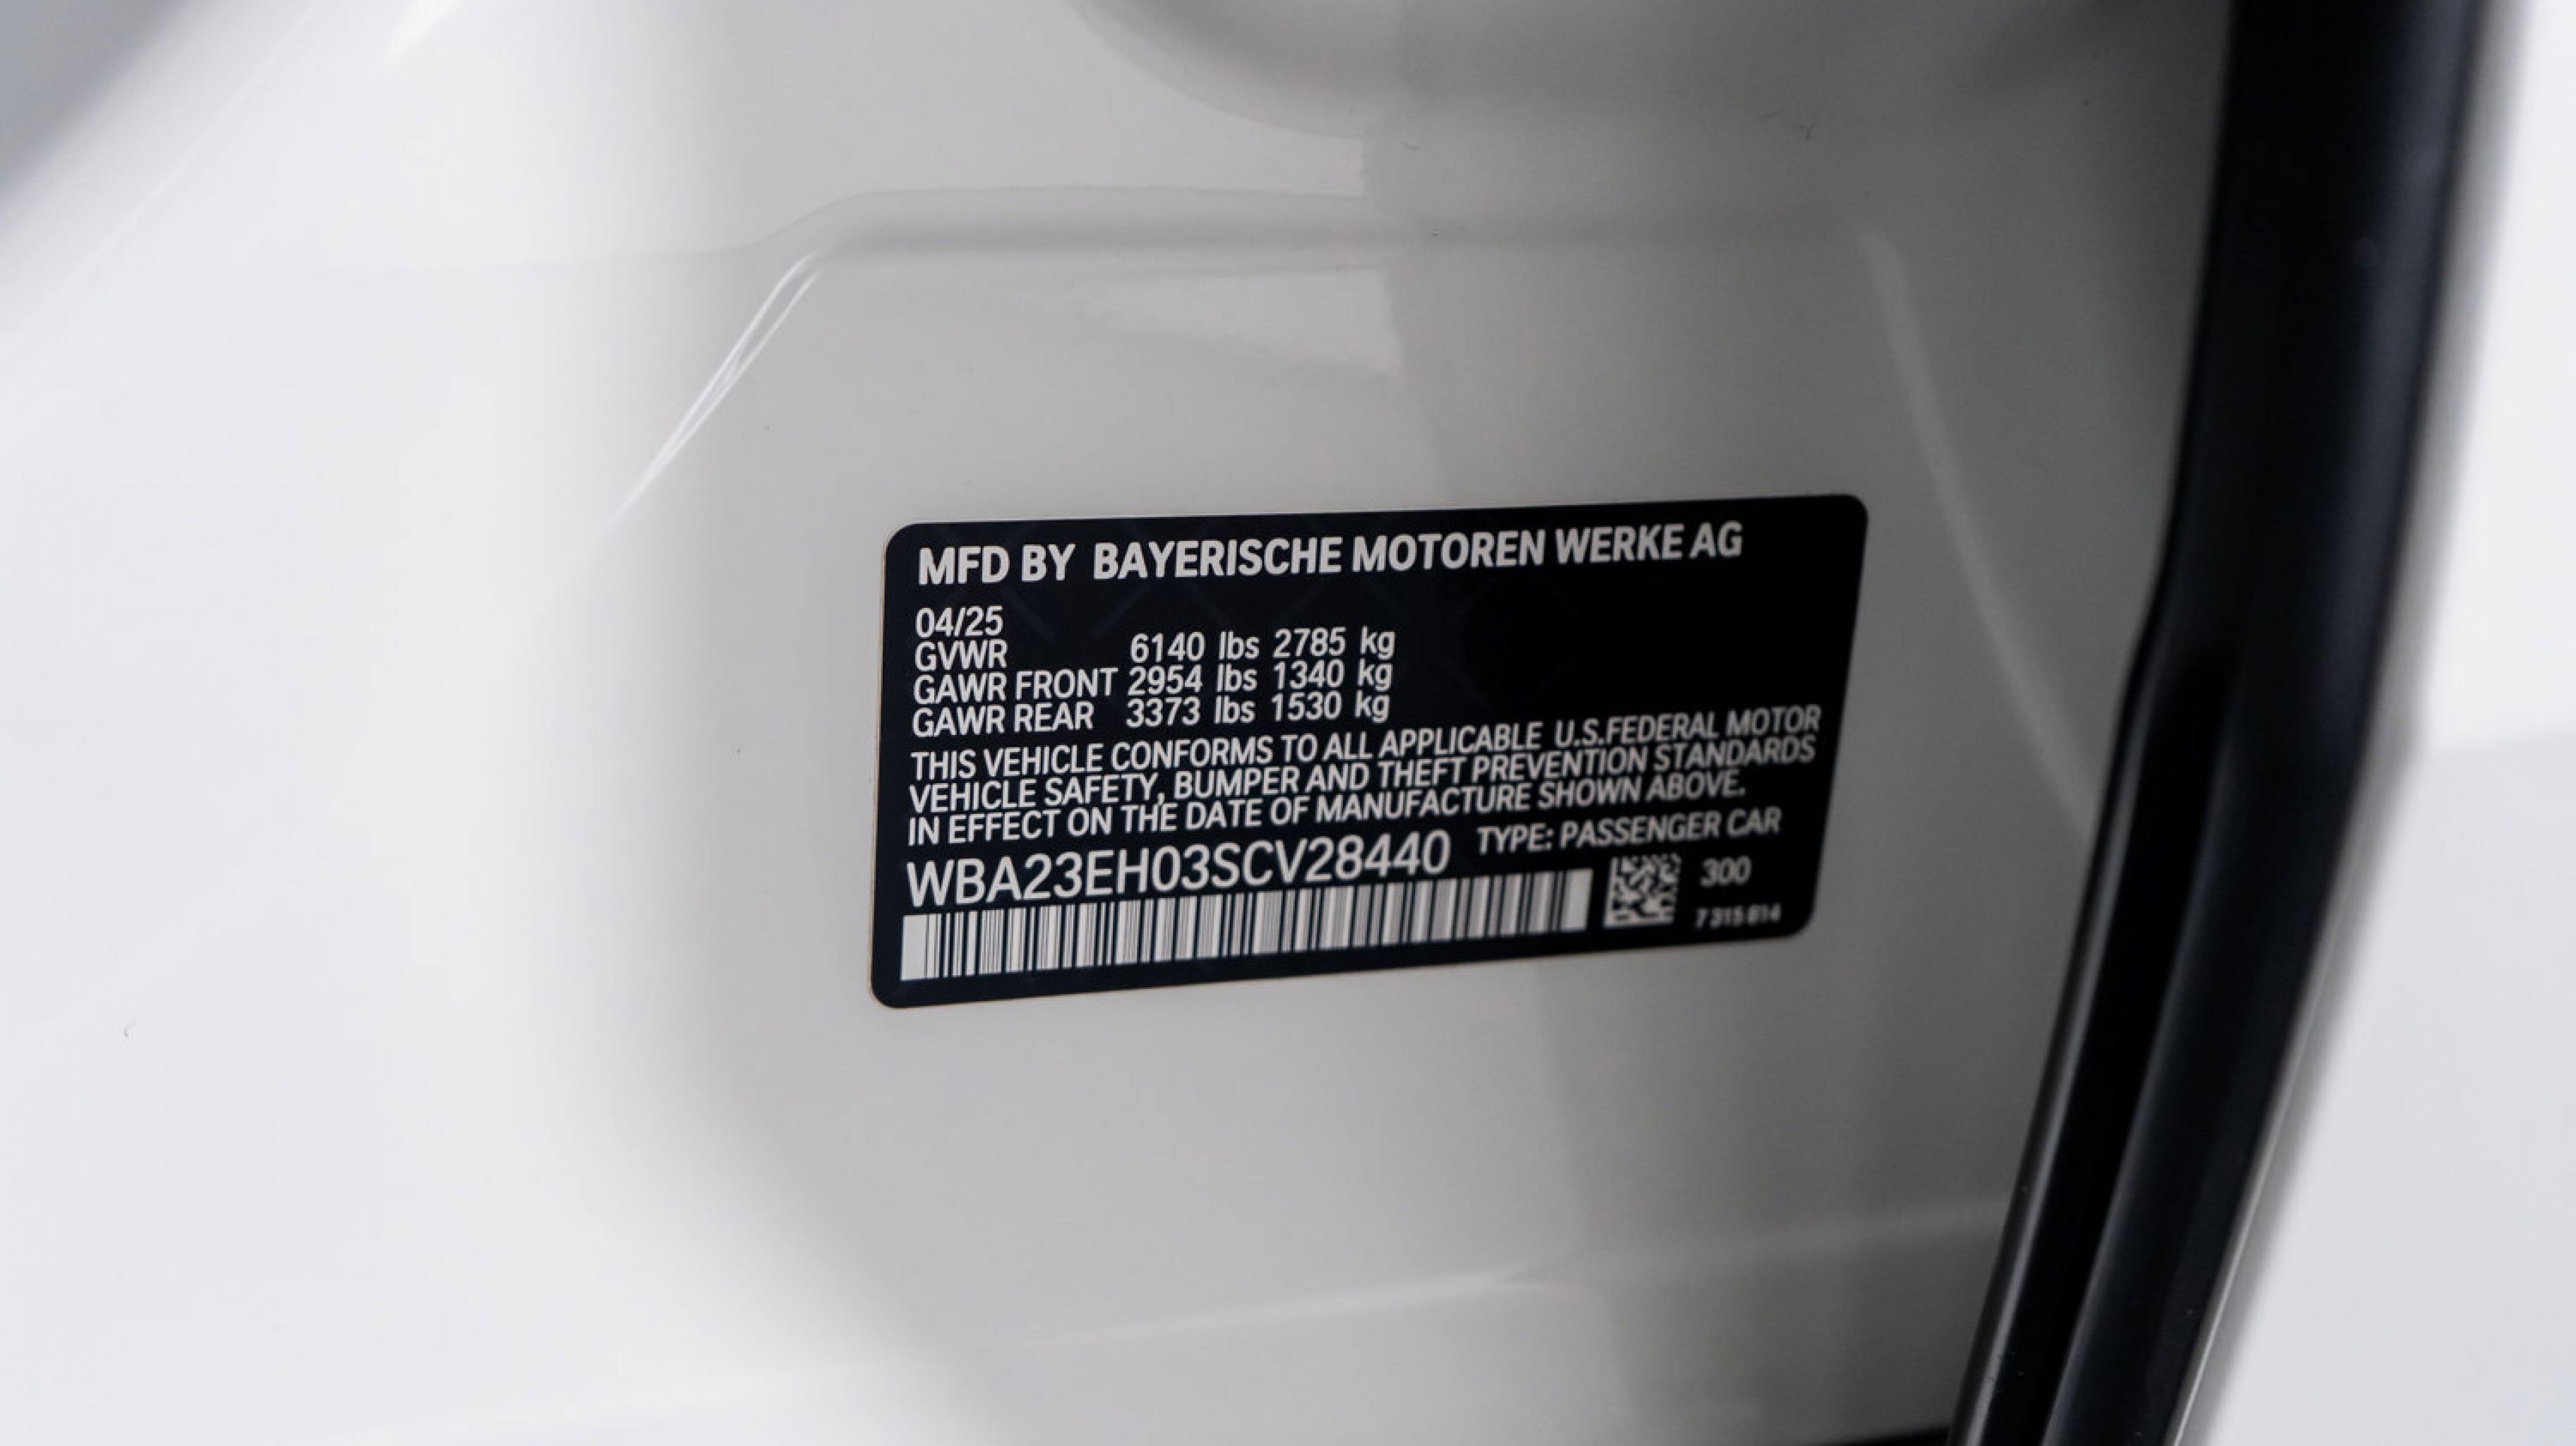 MFD BY BAYERISCHE MOTOREN WERKE AG
04/25
GVWR 6140 lbs 2785 kg
GAWR FRONT 2954 lbs 1340 kg
GAWR REAR 3373 lbs 1530 kg
THIS VEHICLE CONFORMS TO ALL APPLICABLE U.S.FEDERAL MOTOR
VEHICLE SAFETY, BUMPER AND THEFT PREVENTION STANDARDS
IN EFFECT ON THE DATE OF MANUFACTURE SHOWN ABOVE.
WBA23EH03SCV28440 TYPE: PASSENGER CAR
300
7 315 814